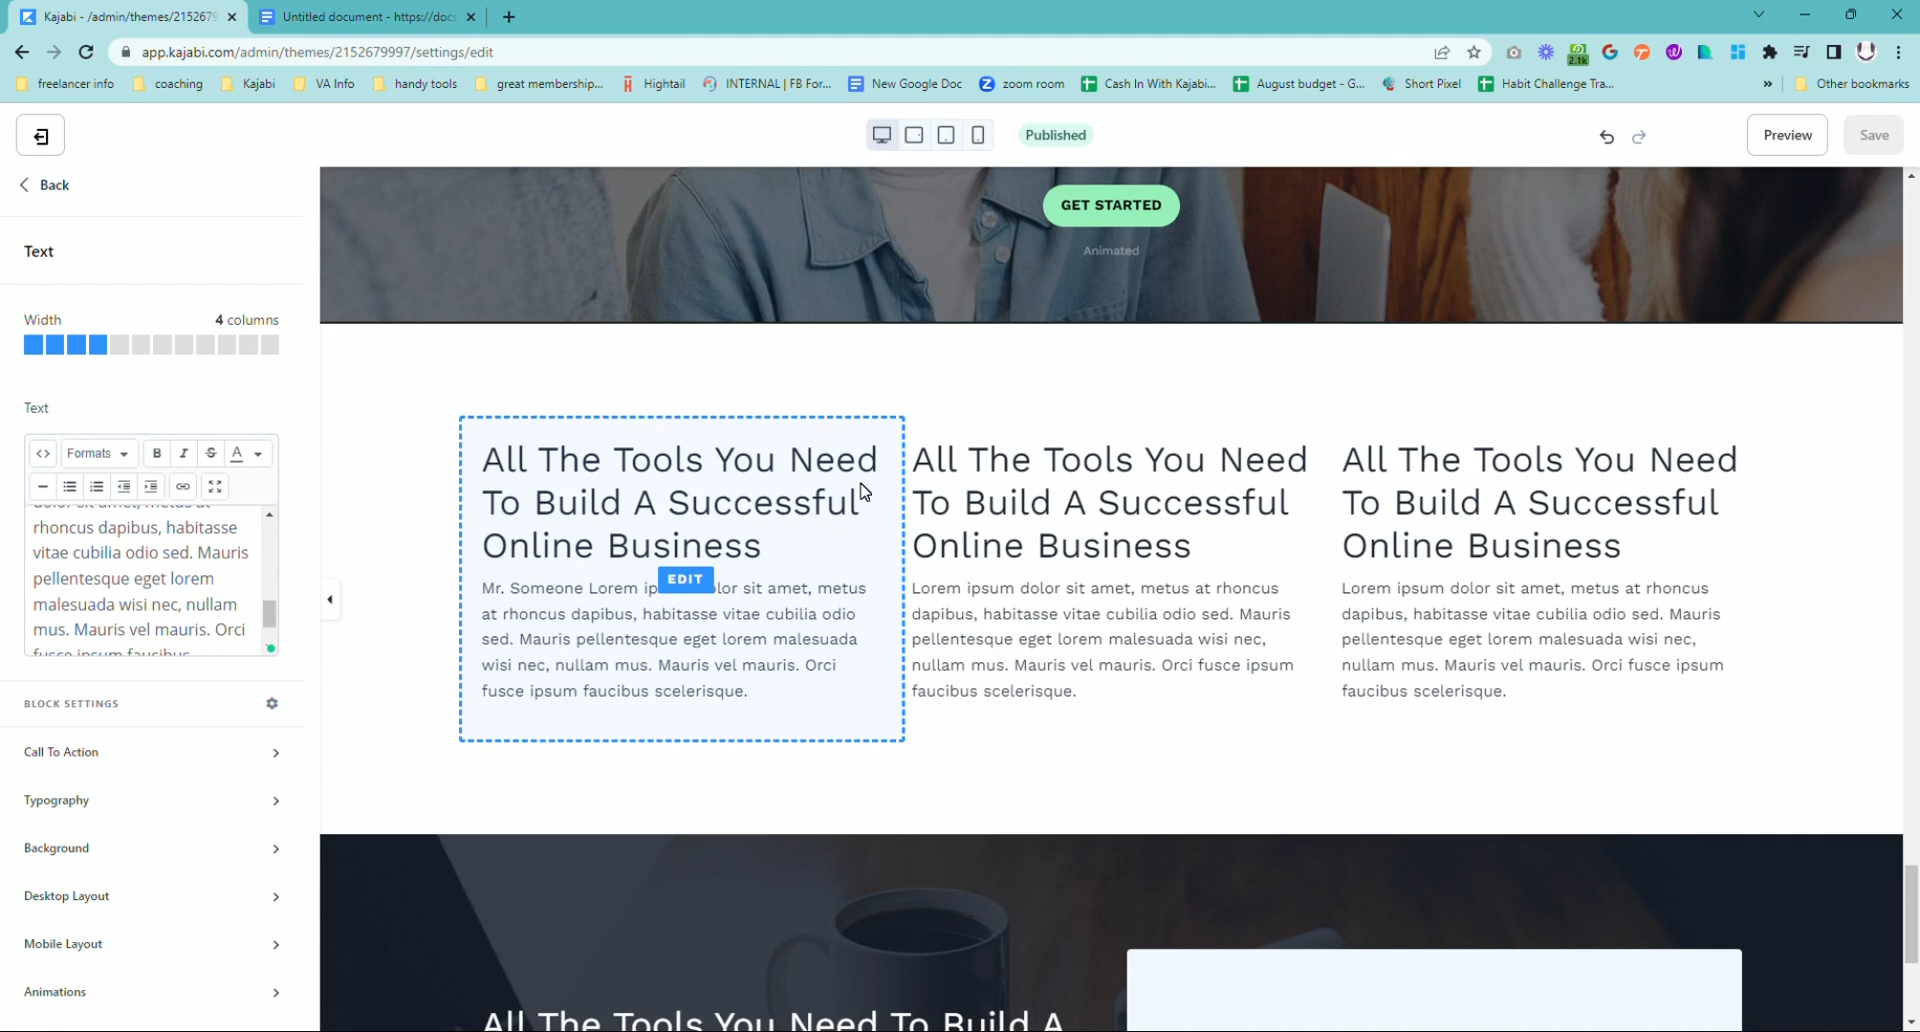 Kajabi - /admin/themes/2152679
Untitled document - https://docs
app.kajabi.com/admin/themes/2152679997/settings/edit
2.1k
freelancer info
coaching
Kajabi
VA Info
handy tools
great membership...
Hightail
INTERNAL | FB For...
New Google Doc
zoom room
Cash In With Kajabi...
August budget - G...
Short Pixel
Habit Challenge Tra...
»
Other bookmarks
Published
Preview
Save
Back
Text
Width
4 columns
Text
Formats
B
I
S
A
rhoncus dapibus, habitasse
vitae cubilia odio sed. Mauris
pellentesque eget lorem
malesuada wisi nec, nullam
mus. Mauris vel mauris. Orci
fusce ipsum faucibus
BLOCK SETTINGS
Call To Action
Typography
Background
Desktop Layout
Mobile Layout
Animations
GET STARTED
Animated
All The Tools You Need
To Build A Successful
Online Business
EDIT
Mr. Someone Lorem ip lor sit amet, metus
at rhoncus dapibus, habitasse vitae cubilia odio
sed. Mauris pellentesque eget lorem malesuada
wisi nec, nullam mus. Mauris vel mauris. Orci
fusce ipsum faucibus scelerisque.
All The Tools You Need
To Build A Successful
Online Business
Lorem ipsum dolor sit amet, metus at rhoncus
dapibus, habitasse vitae cubilia odio sed. Mauris
pellentesque eget lorem malesuada wisi nec,
nullam mus. Mauris vel mauris. Orci fusce ipsum
faucibus scelerisque.
All The Tools You Need
To Build A Successful
Online Business
Lorem ipsum dolor sit amet, metus at rhoncus
dapibus, habitasse vitae cubilia odio sed. Mauris
pellentesque eget lorem malesuada wisi nec,
nullam mus. Mauris vel mauris. Orci fusce ipsum
faucibus scelerisque.
All The Tools You Need To Build A